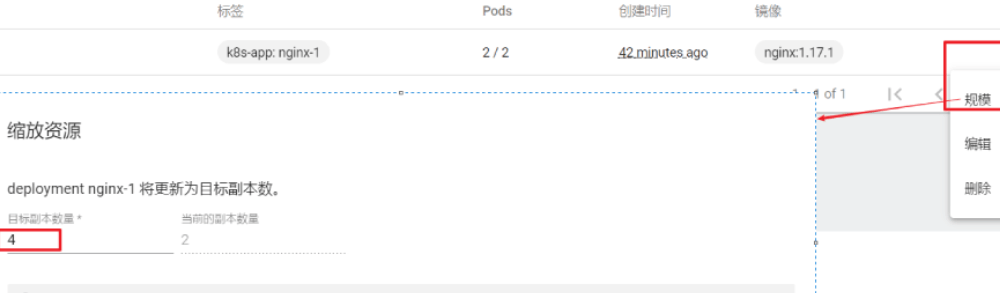 标签 Pods 创建时间 镜像
k8s-app: nginx-1 2 / 2 42 minutes ago nginx:1.17.1
of 1
规模
编辑
删除
缩放资源
deployment nginx-1 将更新为目标副本数。
目标副本数量 * 当前的副本数量
4 2